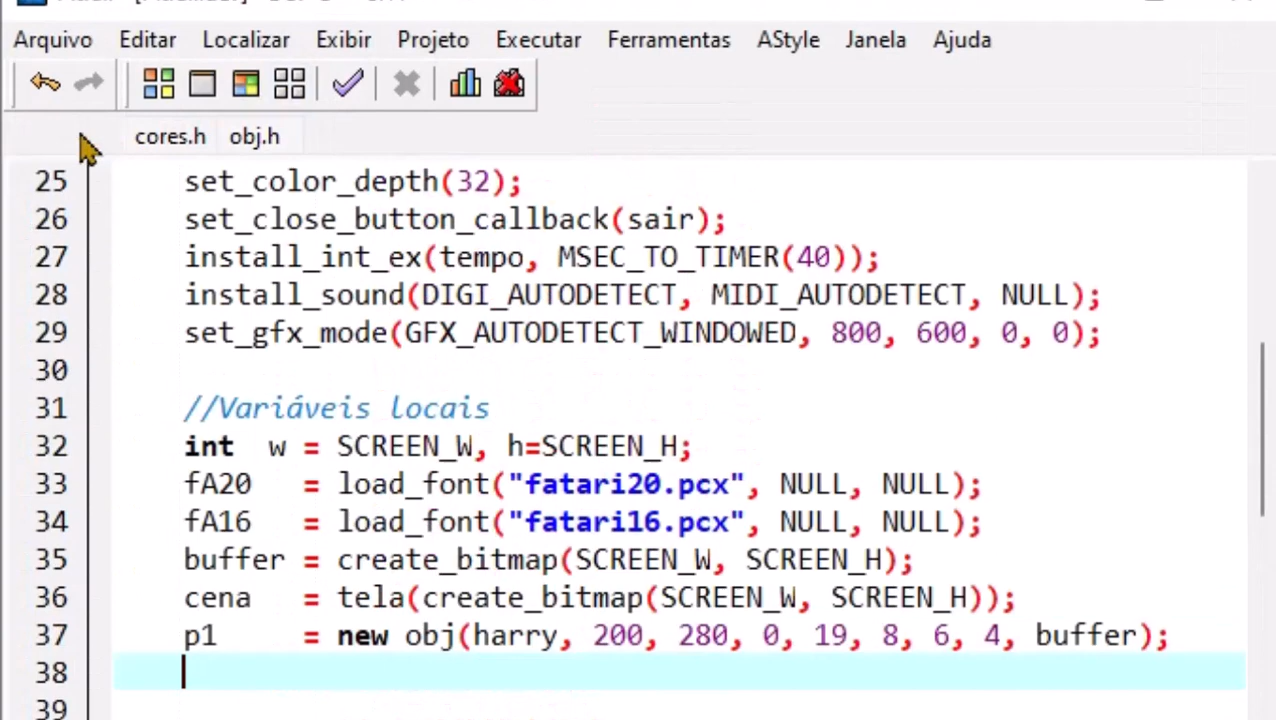 Arquivo Editar Localizar Exibir Projeto Executar Ferramentas AStyle Janela Ajuda
cores.h obj.h
25 set_color_depth(32);
26 set_close_button_callback(sair);
27 install_int_ex(tempo, MSEC_TO_TIMER(40));
28 install_sound(DIGI_AUTODETECT, MIDI_AUTODETECT, NULL);
29 set_gfx_mode(GFX_AUTODETECT_WINDOWED, 800, 600, 0, 0);
30
31 //Variáveis locais
32 int w = SCREEN_W, h=SCREEN_H;
33 fA20 = load_font("fatari20.pcx", NULL, NULL);
34 fA16 = load_font("fatari16.pcx", NULL, NULL);
35 buffer = create_bitmap(SCREEN_W, SCREEN_H);
36 cena = tela(create_bitmap(SCREEN_W, SCREEN_H));
37 p1 = new obj(harry, 200, 280, 0, 19, 8, 6, 4, buffer);
38
39